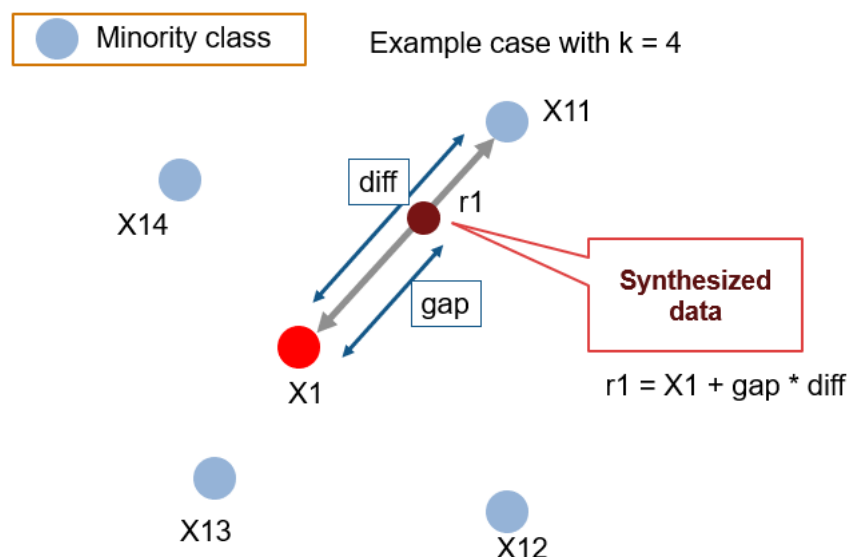 Minority class
Example case with k = 4
X11
diff
r1
X14
Synthesized
data
gap
X1
r1 = X1 + gap * diff
X13
X12